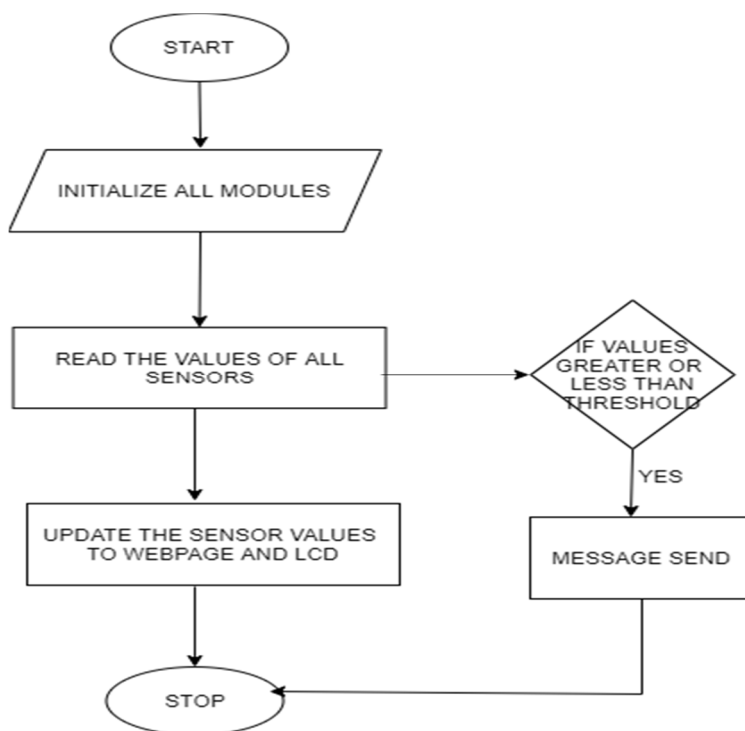 START
INITIALIZE ALL MODULES
READ THE VALUES OF ALL
SENSORS
IF VALUES
GREATER OR
LESS THAN
THRESHOLD
YES
UPDATE THE SENSOR VALUES
TO WEBPAGE AND LCD
MESSAGE SEND
STOP